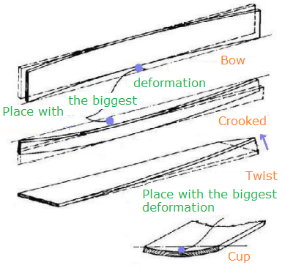 Bow
deformation
the biggest
Place with
Crooked
Twist
Place with the biggest
deformation
Cup